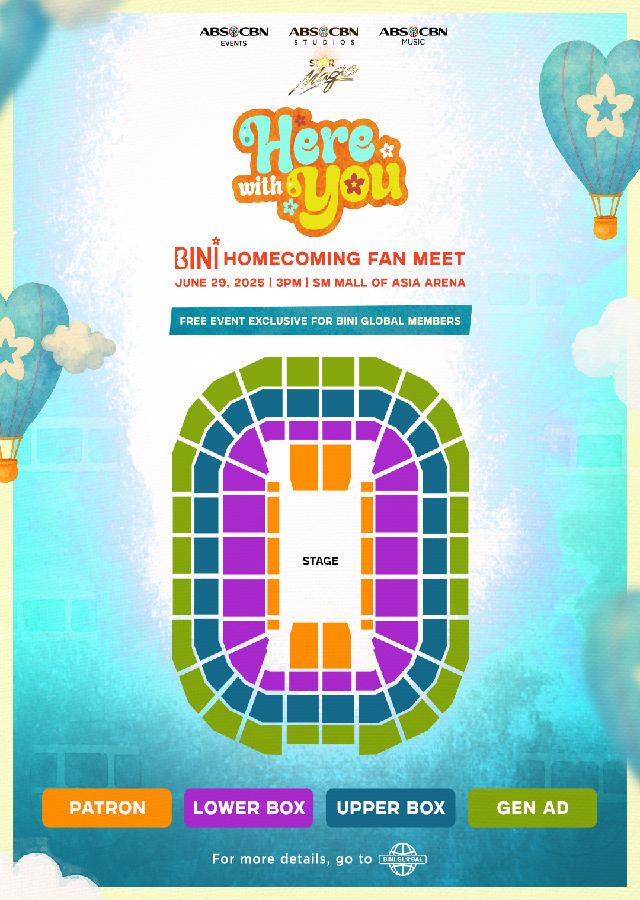 ABS-CBN ABS-CBN ABS-CBN
EVENTS STUDIOS MUSIC
STAR
Magic
Here
with You
BINI HOMECOMING FAN MEET
JUNE 29, 2025 | 3PM | SM MALL OF ASIA ARENA
FREE EVENT EXCLUSIVE FOR BINI GLOBAL MEMBERS
STAGE
PATRON LOWER BOX UPPER BOX GEN AD
For more details, go to BINI GLOBAL